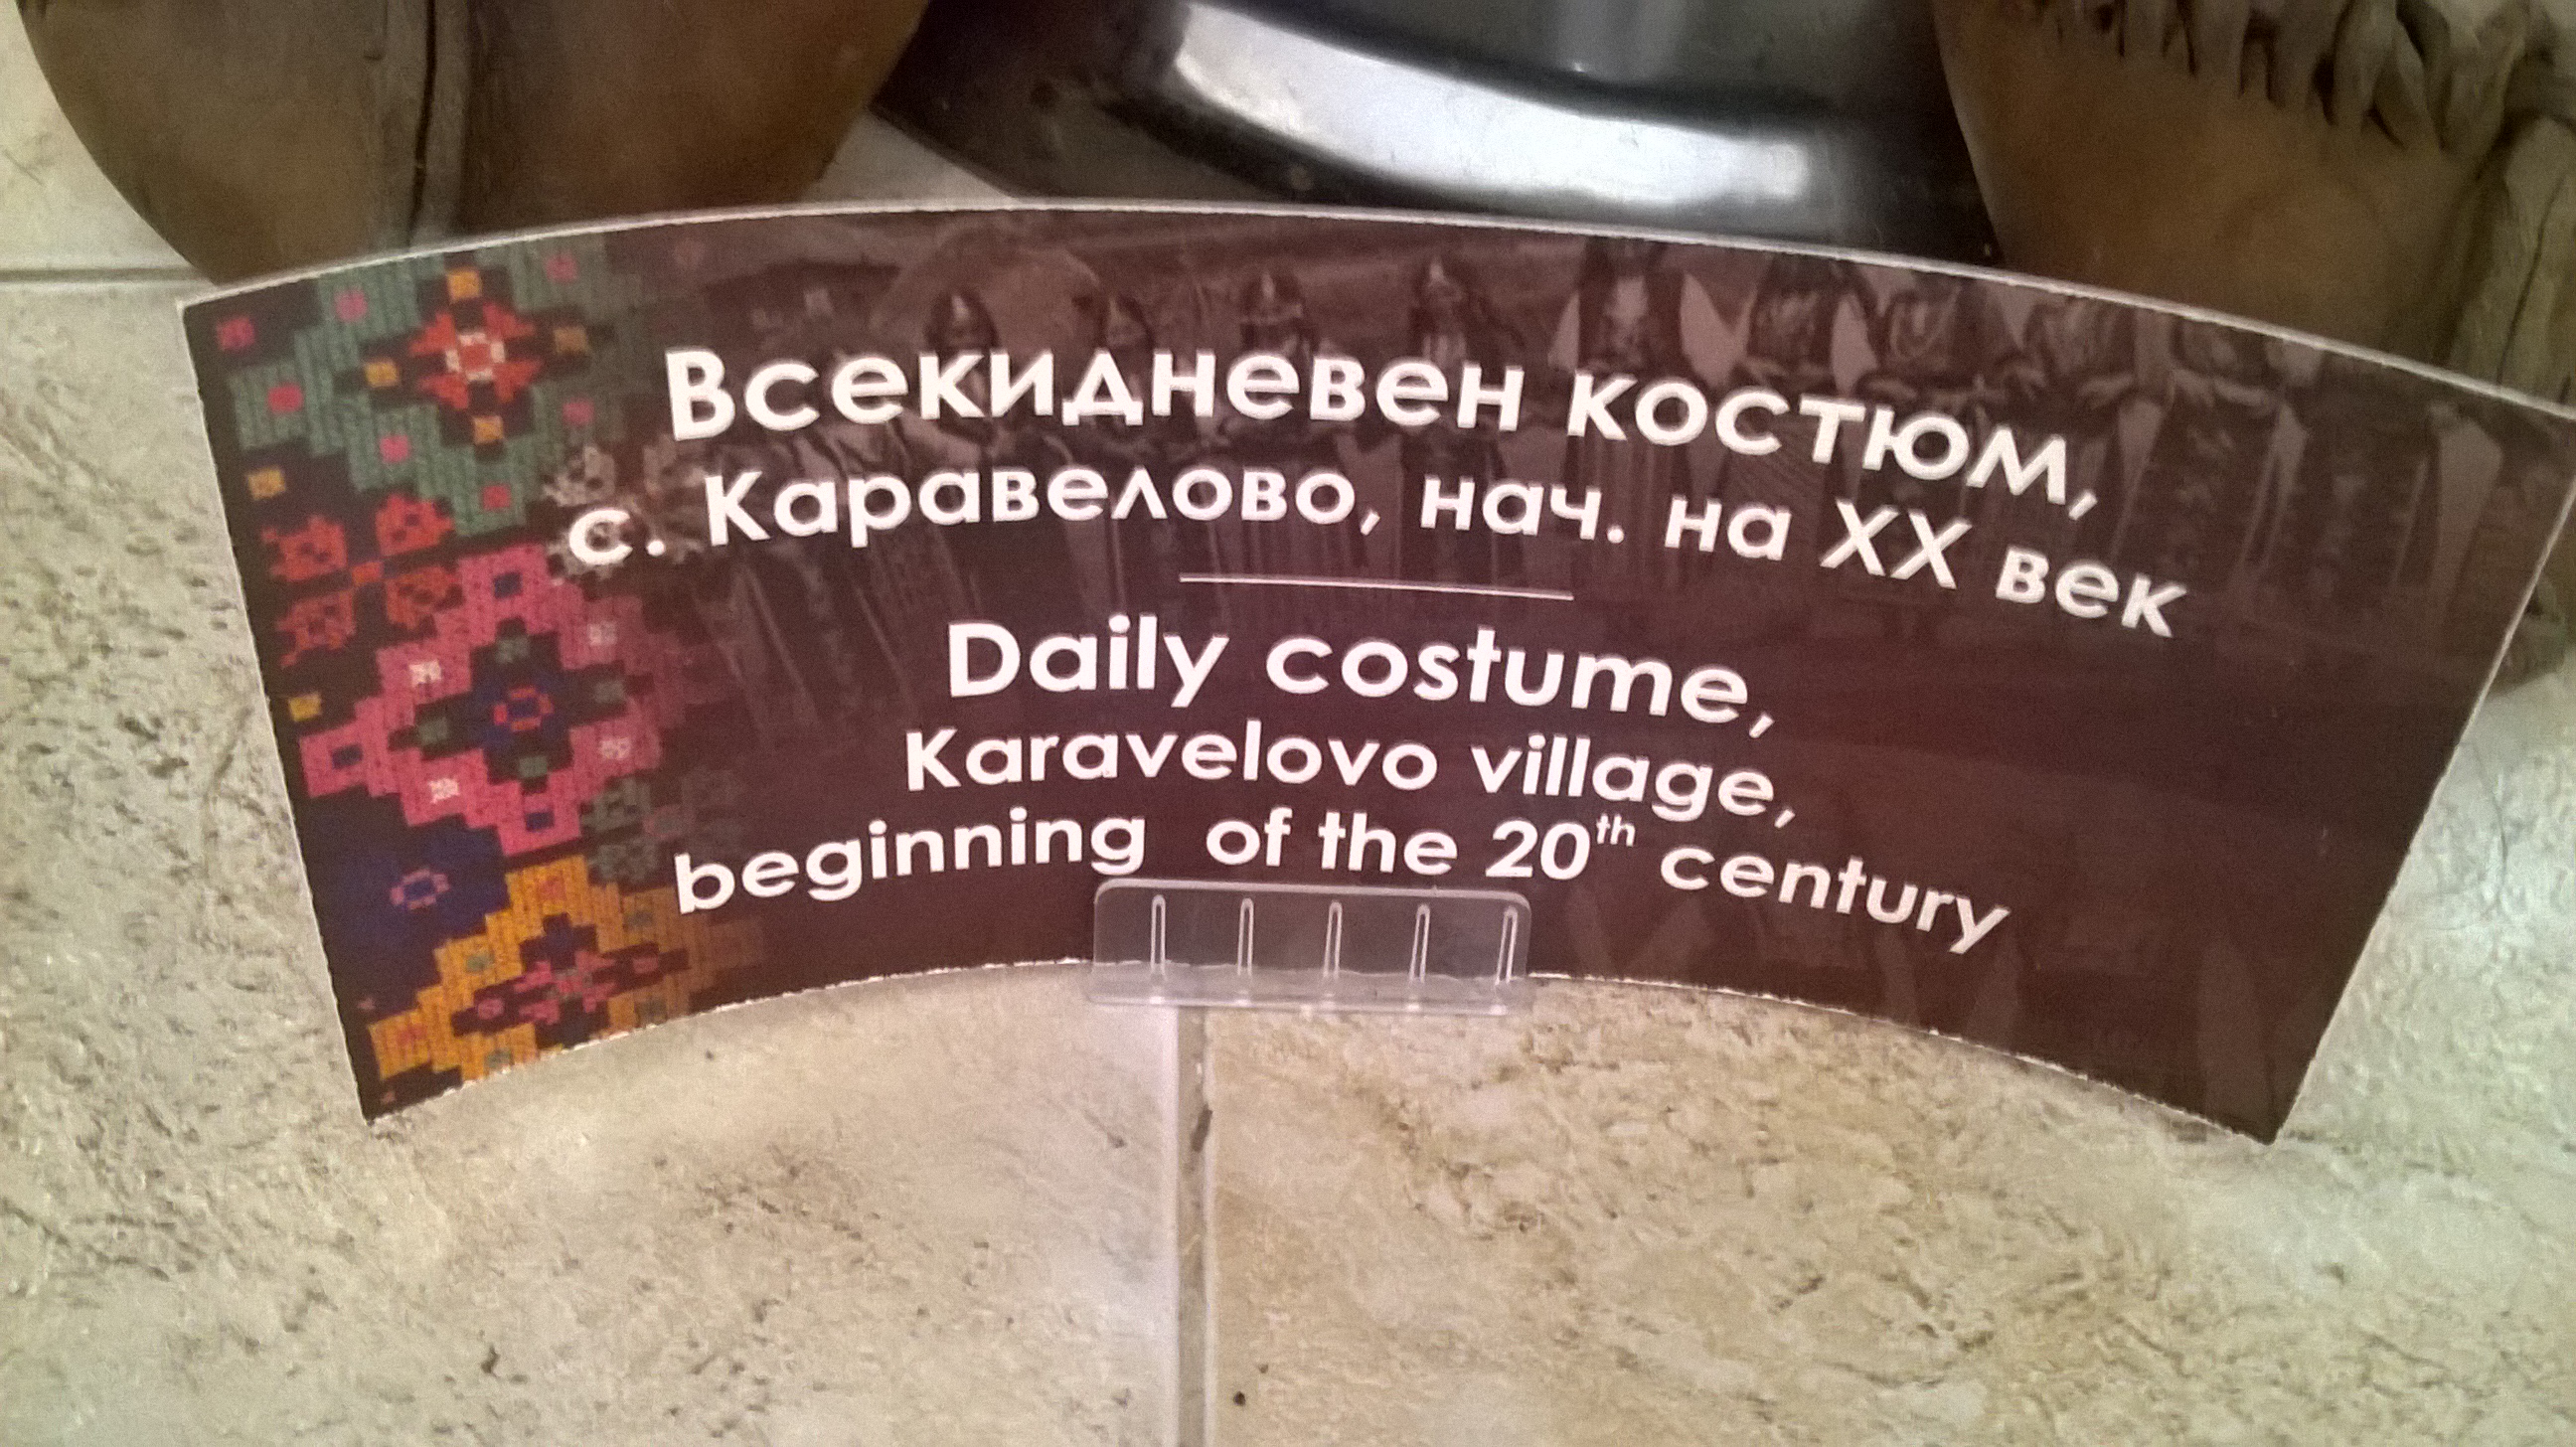 Всекидневен костюм,
с. Каравелово, нач. на XX век
Daily costume,
Karavelovo village,
beginning of the 20th century